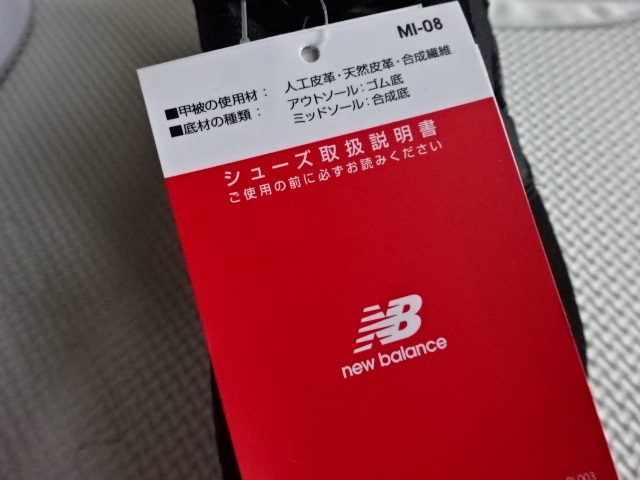 MI-08
■甲被の使用材： 人工皮革・天然皮革・合成繊維
■底材の種類： アウトソール：ゴム底
ミッドソール：合成底
シューズ取扱説明書
ご使用の前に必ずお読みください
NB
new balance